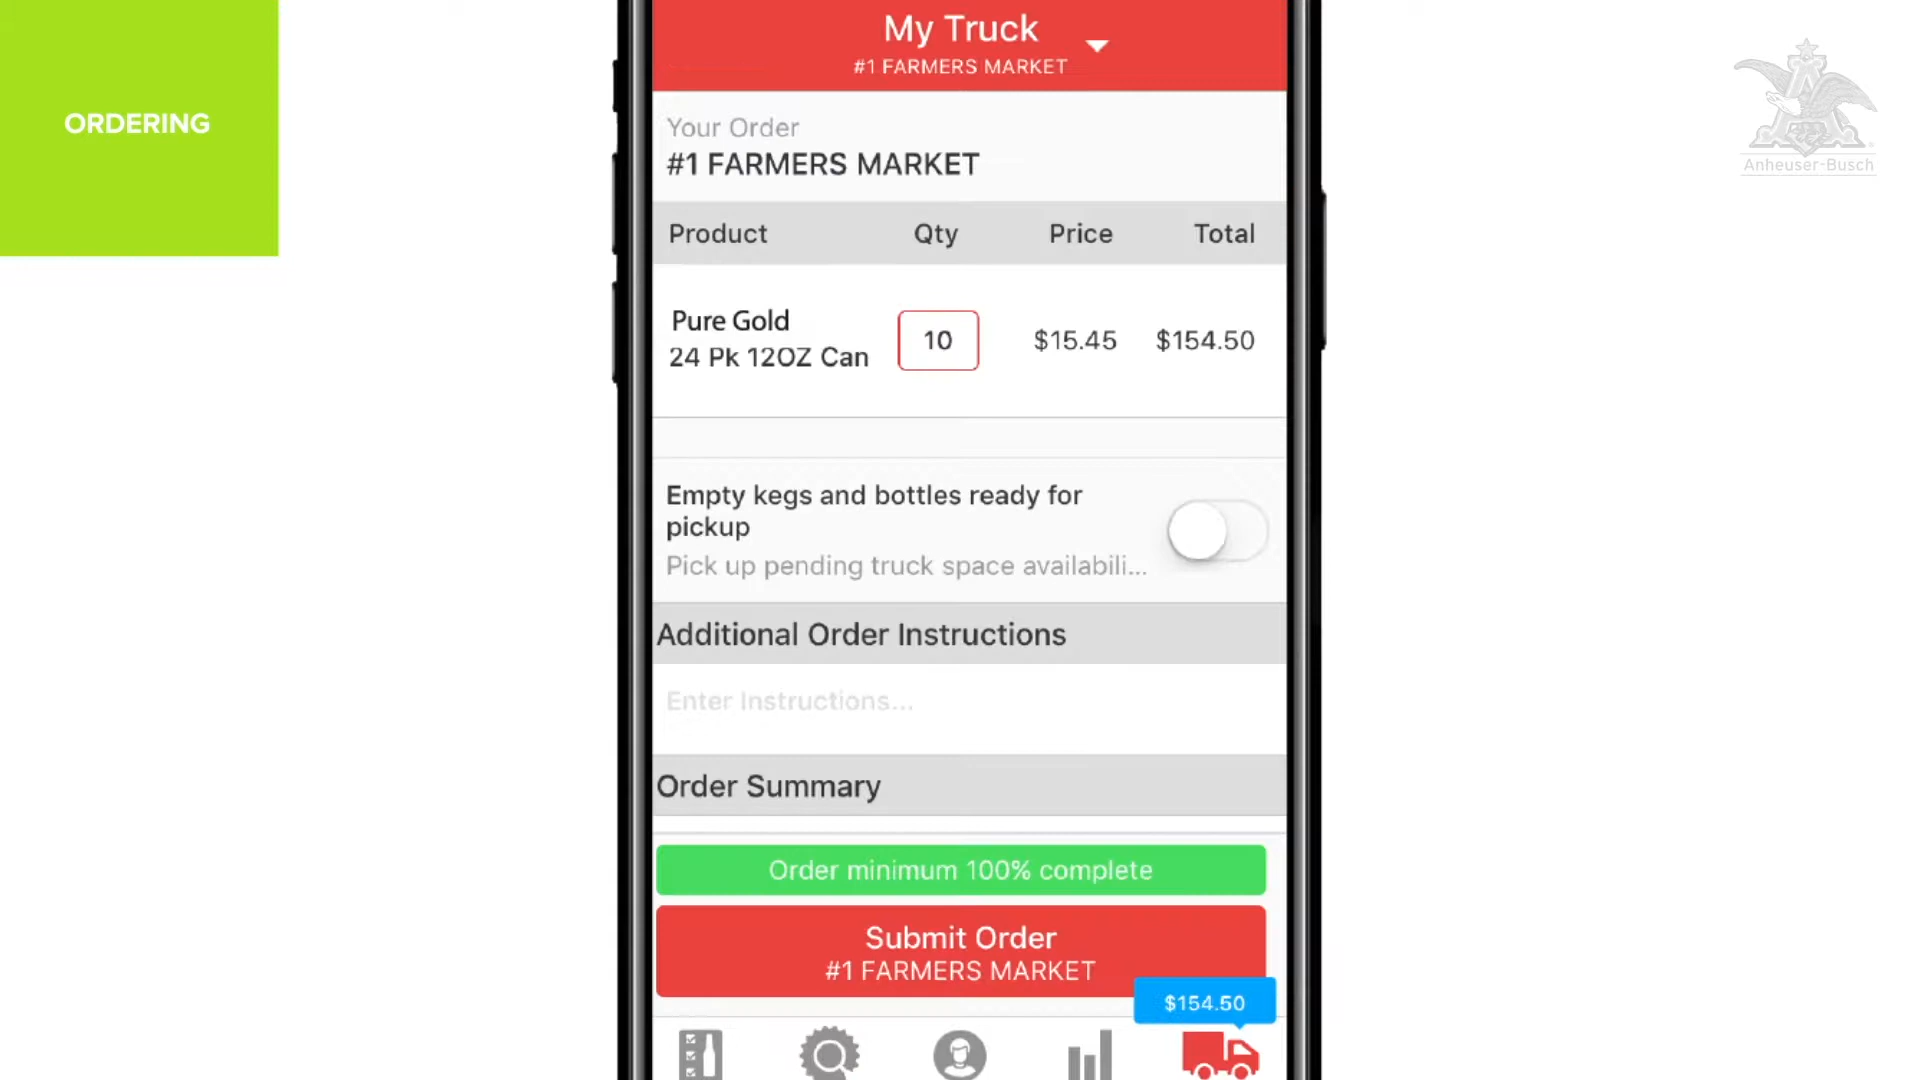 ORDERING
My Truck
#1 FARMERS MARKET
Anheuser-Busch
Your Order
#1 FARMERS MARKET
Product Qty Price Total
Pure Gold
24 Pk 12OZ Can 10 $15.45 $154.50
Empty kegs and bottles ready for
pickup
Pick up pending truck space availabili...
Additional Order Instructions
Enter Instructions...
Order Summary
Order minimum 100% complete
Submit Order
#1 FARMERS MARKET
$154.50